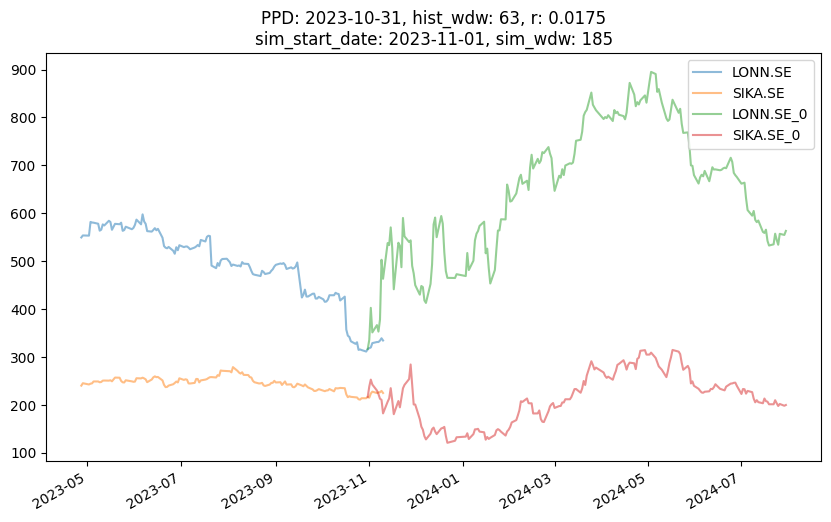 PPD: 2023-10-31, hist_wdw: 63, r: 0.0175
sim_start_date: 2023-11-01, sim_wdw: 185
LONN.SE
SIKA.SE
LONN.SE_0
SIKA.SE_0
900
800
700
600
500
400
300
200
100
2023-05
2023-07
2023-09
2023-11
2024-01
2024-03
2024-05
2024-07